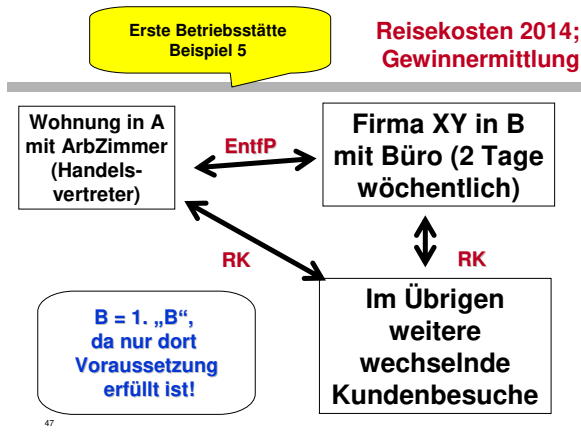 Erste Betriebsstätte
Beispiel 5
Reisekosten 2014;
Gewinnermittlung
Wohnung in A
mit ArbZimmer
(Handels-
vertreter)
EntfP
Firma XY in B
mit Büro (2 Tage
wöchentlich)
RK
RK
B = 1. „B“,
da nur dort
Voraussetzung
erfüllt ist!
Im Übrigen
weitere
wechselnde
Kundenbesuche
47